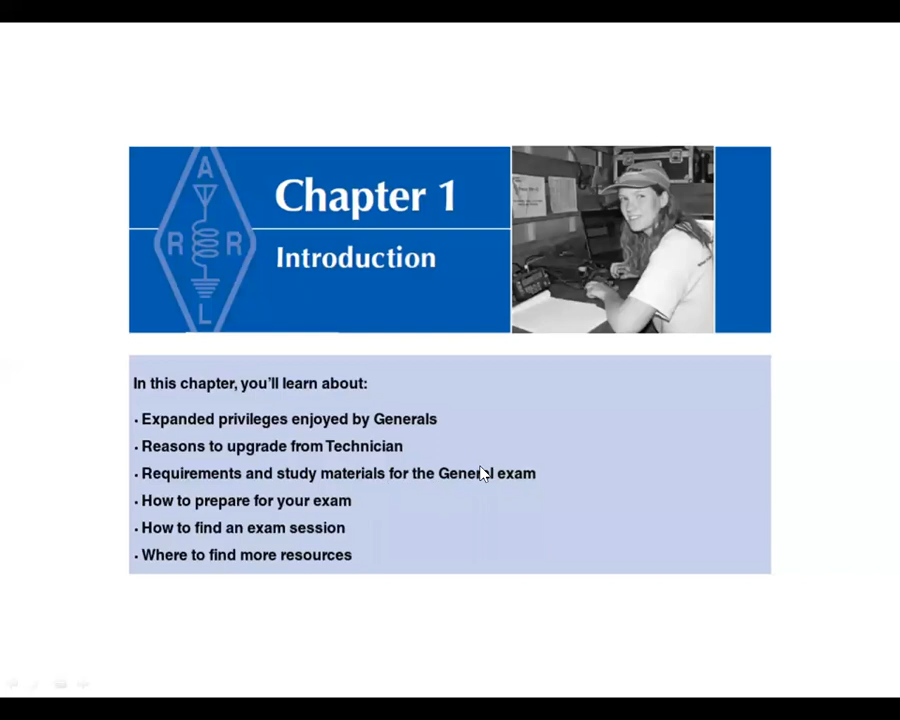 Chapter 1
Introduction
A
R R
L
In this chapter, you'll learn about:
· Expanded privileges enjoyed by Generals
· Reasons to upgrade from Technician
· Requirements and study materials for the General exam
· How to prepare for your exam
· How to find an exam session
· Where to find more resources